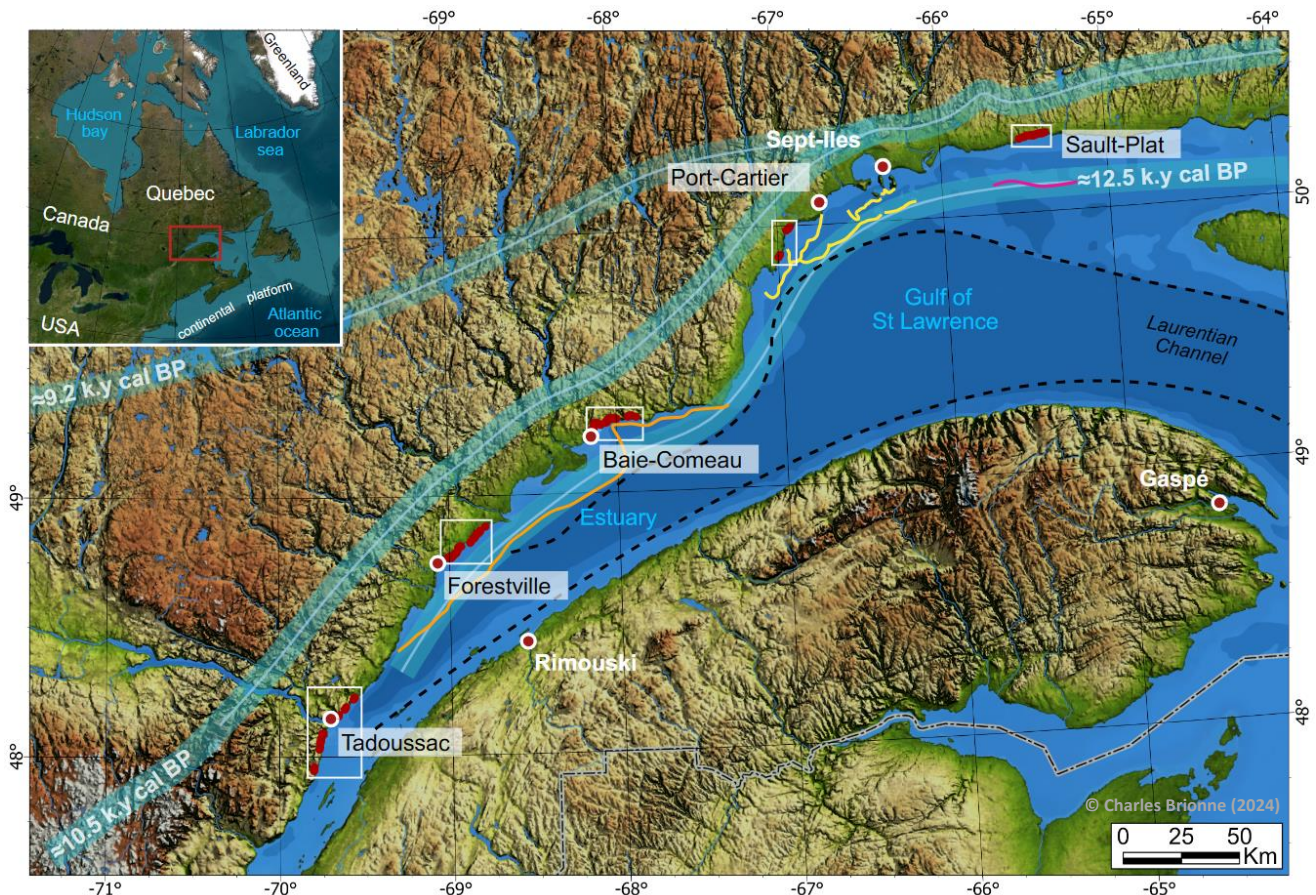 -69°
-68°
-67°
-66°
-65°
-64°
Greenland
Hudson
bay
Labrador
sea
Quebec
Canada
USA
continental platform
Atlantic
ocean
Sept-Iles
Sault-Plat
Port-Cartier
≈12.5 k.y cal BP
50°
Gulf of
St Lawrence
Laurentian
Channel
≈9.2 k.y cal BP
Baie-Comeau
49°
49°
Gaspé
Estuary
Forestville
Rimouski
Tadoussac
48°
48°
≈10.5 k.y cal BP
© Charles Brionne (2024)
0 25 50
Km
-71°
-70°
-69°
-68°
-67°
-66°
-65°